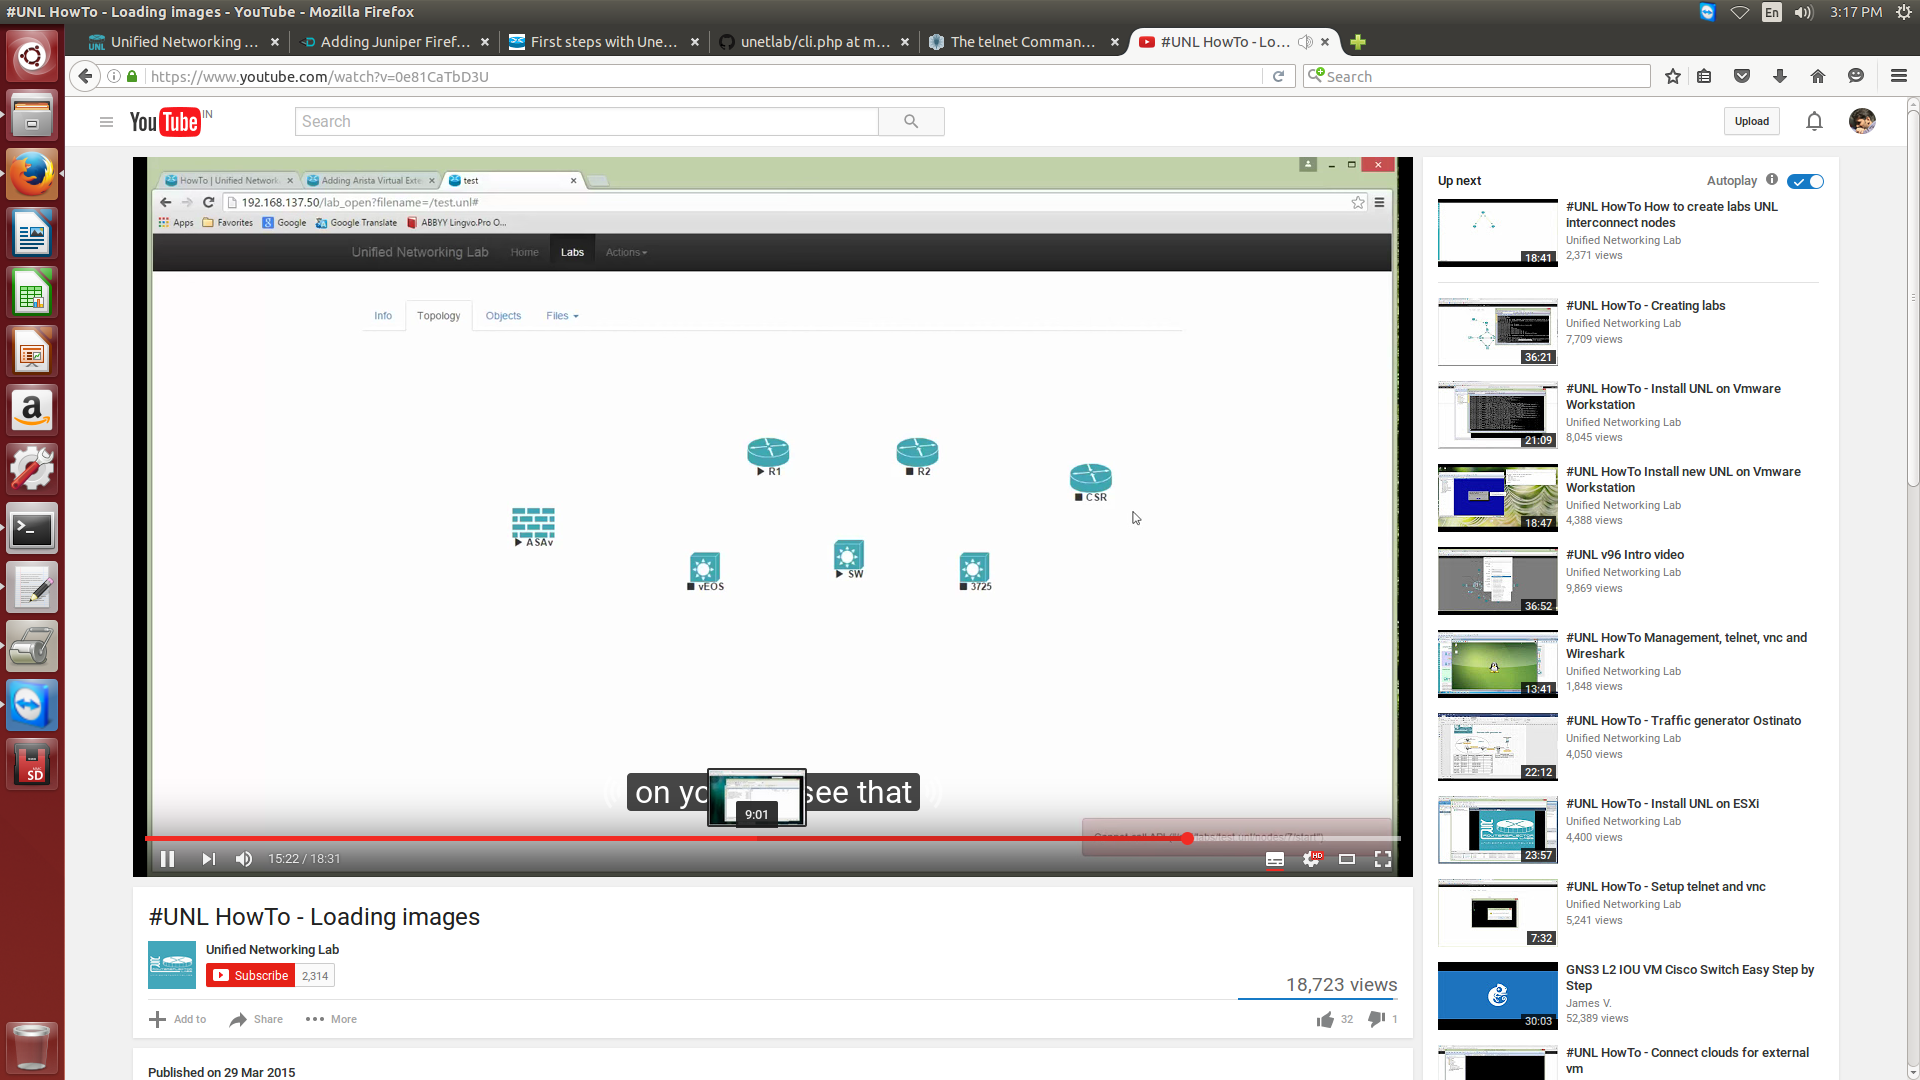 #UNL HowTo - Loading images - YouTube - Mozilla Firefox
En
3:17 PM
Unified Networking ...
Adding Juniper Firef...
First steps with Une...
unetlab/cli.php at m...
The telnet Comman...
#UNL HowTo - Lo...
https://www.youtube.com/watch?v=0e81CaTbD3U
Search
YouTube IN
Search
Upload
HowTo | Unified Network
Adding Arista Virtual Exte
test
192.168.137.50/lab_open?filename=/test.unl#
Apps
Favorites
Google
Google Translate
ABBYY Lingvo.Pro O...
Unified Networking Lab
Home
Labs
Actions
Info
Topology
Objects
Files
R1
R2
CSR
ASAv
vEOS
SW
3725
on yo
see that
9:01
15:22 / 18:31
HD
#UNL HowTo - Loading images
Unified Networking Lab
Subscribe
2,314
18,723 views
Add to
Share
More
32
1
Published on 29 Mar 2015
Up next
Autoplay
#UNL HowTo How to create labs UNL
interconnect nodes
Unified Networking Lab
2,371 views
18:41
#UNL HowTo - Creating labs
Unified Networking Lab
7,709 views
36:21
#UNL HowTo - Install UNL on Vmware
Workstation
Unified Networking Lab
8,045 views
21:09
#UNL HowTo Install new UNL on Vmware
Workstation
Unified Networking Lab
4,388 views
18:47
#UNL v96 Intro video
Unified Networking Lab
9,869 views
36:52
#UNL HowTo Management, telnet, vnc and
Wireshark
Unified Networking Lab
1,848 views
13:41
#UNL HowTo - Traffic generator Ostinato
Unified Networking Lab
4,050 views
22:12
#UNL HowTo - Install UNL on ESXi
Unified Networking Lab
4,400 views
23:57
#UNL HowTo - Setup telnet and vnc
Unified Networking Lab
5,241 views
7:32
GNS3 L2 IOU VM Cisco Switch Easy Step by
Step
James V.
52,389 views
30:03
#UNL HowTo - Connect clouds for external
vm
a
SD